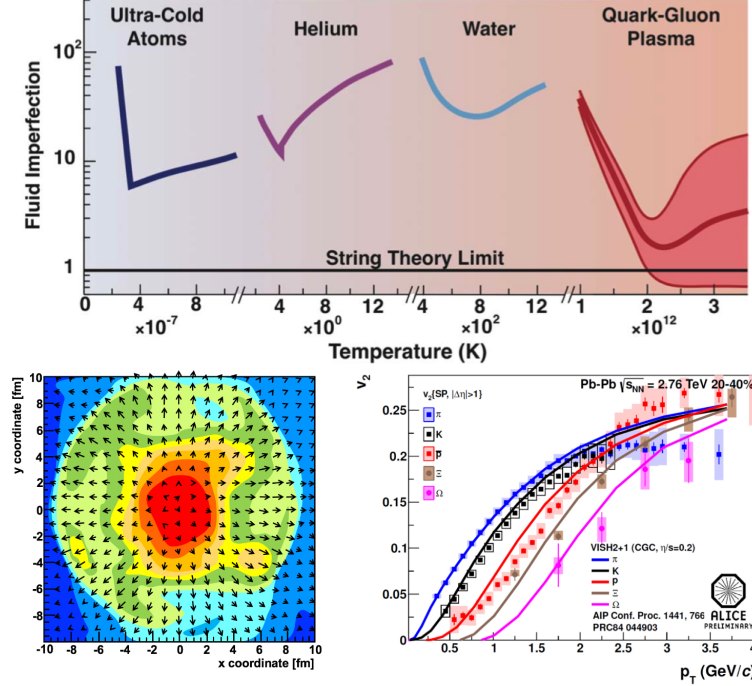 Ultra-Cold Atoms
Helium
Water
Quark-Gluon Plasma
Fluid Imperfection
10²
10
1
String Theory Limit
0 4 8 4 8 12 4 8 12 1 2 3
×10⁻⁷ ×10⁰ ×10² ×10¹²
Temperature (K)
y coordinate [fm]
10
8
6
4
2
0
-2
-4
-6
-8
-10 -8 -6 -4 -2 0 2 4 6 8 10
x coordinate [fm]
v₂
Pb-Pb √sNN = 2.76 TeV 20-40%
v₂{SP, |Δη|>1}
π
K
p̅
Ξ
Ω
0.25
0.2
0.15
0.1
0.05
0
VISH2+1 (CGC, η/s=0.2)
π
K
p
Ξ
Ω
AIP Conf. Proc. 1441, 766
PRC84 044903
ALICE
PRELIMINARY
0.5 1 1.5 2 2.5 3 3.5
pT (GeV/c)